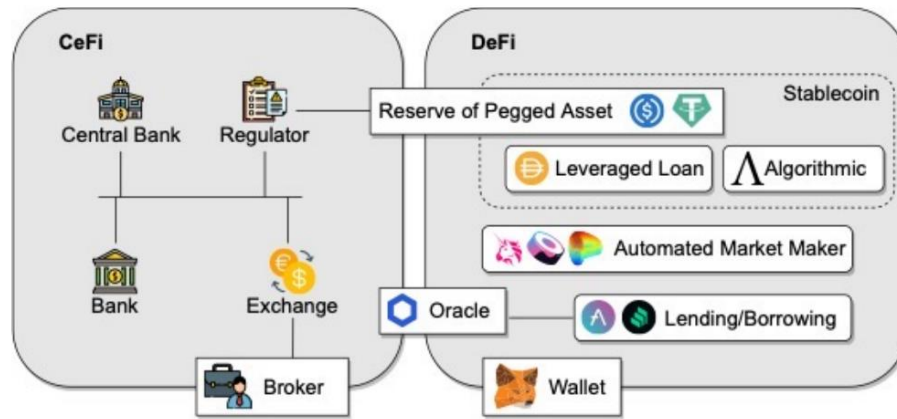 CeFi
Central Bank
Regulator
Bank
Exchange
Broker
DeFi
Stablecoin
Reserve of Pegged Asset
Leveraged Loan
Algorithmic
Automated Market Maker
Oracle
Lending/Borrowing
Wallet